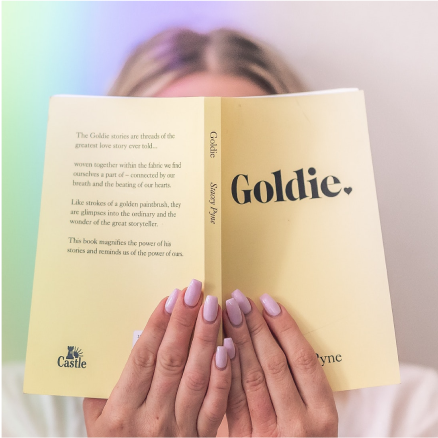 The Goldie stories are threads of the
greatest love story ever told...
woven together within the fabric we find
ourselves a part of – connected by our
breath and the beating of our hearts.
Like strokes of a golden paintbrush, they
are glimpses into the ordinary and the
wonder of the great storyteller.
This book magnifies the power of his
stories and reminds us of the power of ours.
Castle
Goldie
Stacey Pyne
Goldie.
Pyne